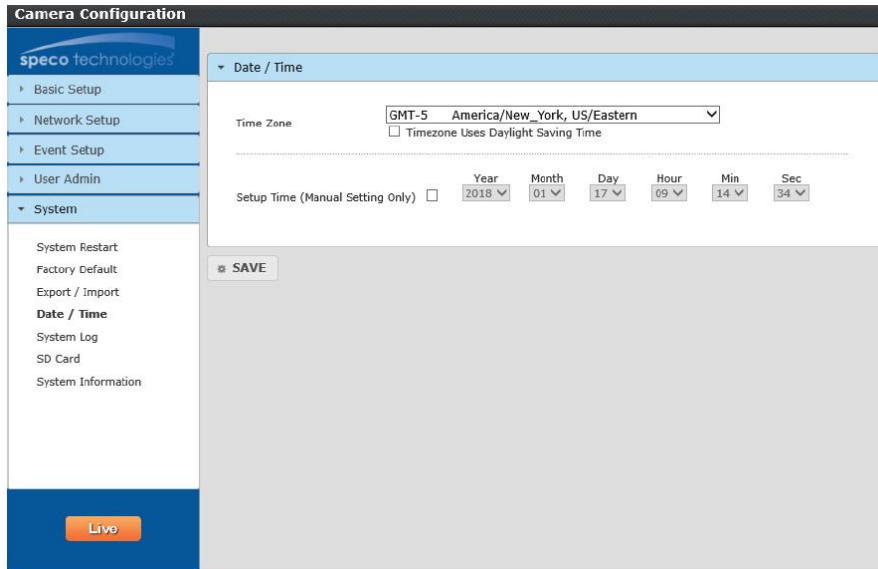 Camera Configuration
speco technologies
Basic Setup
Network Setup
Event Setup
User Admin
System
System Restart
Factory Default
Export / Import
Date / Time
System Log
SD Card
System Information
Live
Date / Time
Time Zone
GMT-5 America/New_York, US/Eastern
Timezone Uses Daylight Saving Time
Year Month Day Hour Min Sec
Setup Time (Manual Setting Only) 2018 01 17 09 14 34
SAVE